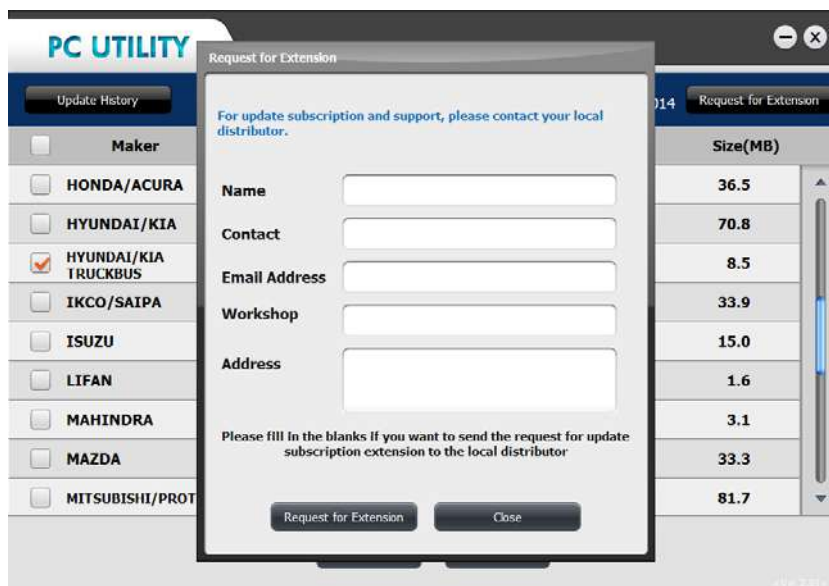 PC UTILITY
Request for Extension
Update History
014
Request for Extension
For update subscription and support, please contact your local
distributor.
Maker
Size(MB)
HONDA/ACURA
36.5
Name
HYUNDAI/KIA
70.8
Contact
HYUNDAI/KIA
TRUCKBUS
8.5
Email Address
IKCO/SAIPA
33.9
Workshop
ISUZU
15.0
Address
LIFAN
1.6
MAHINDRA
3.1
Please fill in the blanks if you want to send the request for update
subscription extension to the local distributor
MAZDA
33.3
MITSUBISHI/PROT
81.7
Request for Extension
Close